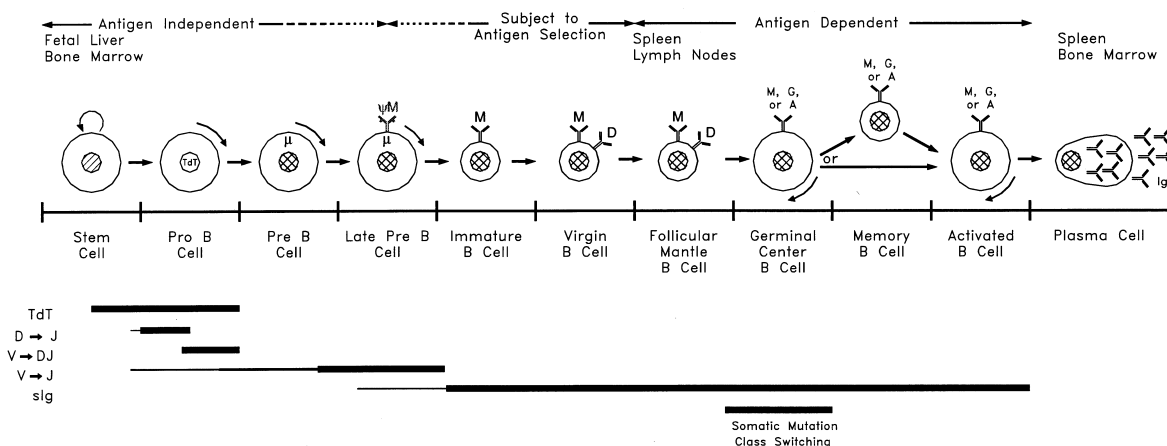 Antigen Independent
Subject to
Antigen Selection
Antigen Dependent
Fetal Liver
Bone Marrow
Spleen
Lymph Nodes
Spleen
Bone Marrow
M, G,
or A
M, G,
or A
M, G,
or A
ψM
M
M
D
M
D
TdT
μ
μ
or
Ig
Stem
Cell
Pro B
Cell
Pre B
Cell
Late Pre B
Cell
Immature
B Cell
Virgin
B Cell
Follicular
Mantle
B Cell
Germinal
Center
B Cell
Memory
B Cell
Activated
B Cell
Plasma Cell
TdT
D → J
V → DJ
V → J
sIg
Somatic Mutation
Class Switching